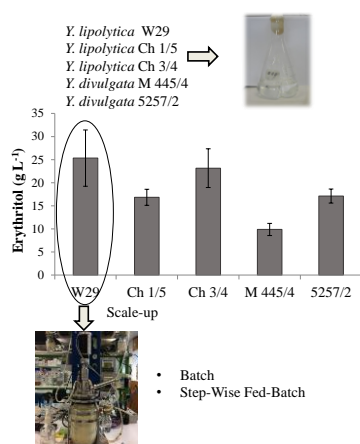 Y. lipolytica W29
Y. lipolytica Ch 1/5
Y. lipolytica Ch 3/4
Y. divulgata M 445/4
Y. divulgata 5257/2
Erythritol (g L-1)
35
30
25
20
15
10
5
0
W29 Ch 1/5 Ch 3/4 M 445/4 5257/2
Scale-up
• Batch
• Step-Wise Fed-Batch